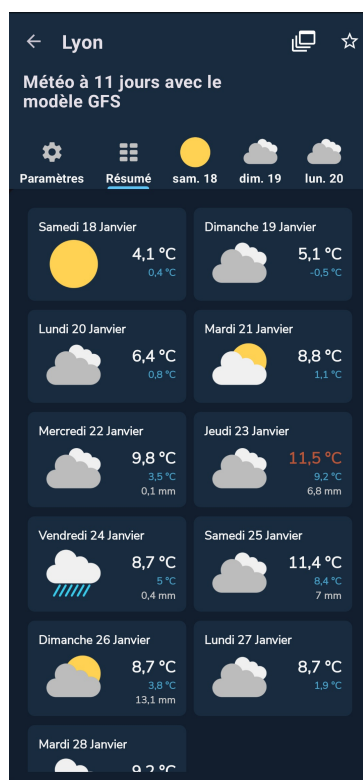 Lyon
Météo à 11 jours avec le
modèle GFS
Paramètres Résumé sam. 18 dim. 19 lun. 20
Samedi 18 Janvier
4,1 °C
0,4 °C
Dimanche 19 Janvier
5,1 °C
-0,5 °C
Lundi 20 Janvier
6,4 °C
0,8 °C
Mardi 21 Janvier
8,8 °C
1,1 °C
Mercredi 22 Janvier
9,8 °C
3,5 °C
0,1 mm
Jeudi 23 Janvier
11,5 °C
9,2 °C
6,8 mm
Vendredi 24 Janvier
8,7 °C
5 °C
0,4 mm
Samedi 25 Janvier
11,4 °C
8,4 °C
7 mm
Dimanche 26 Janvier
8,7 °C
3,8 °C
13,1 mm
Lundi 27 Janvier
8,7 °C
1,9 °C
Mardi 28 Janvier
9,2 °C